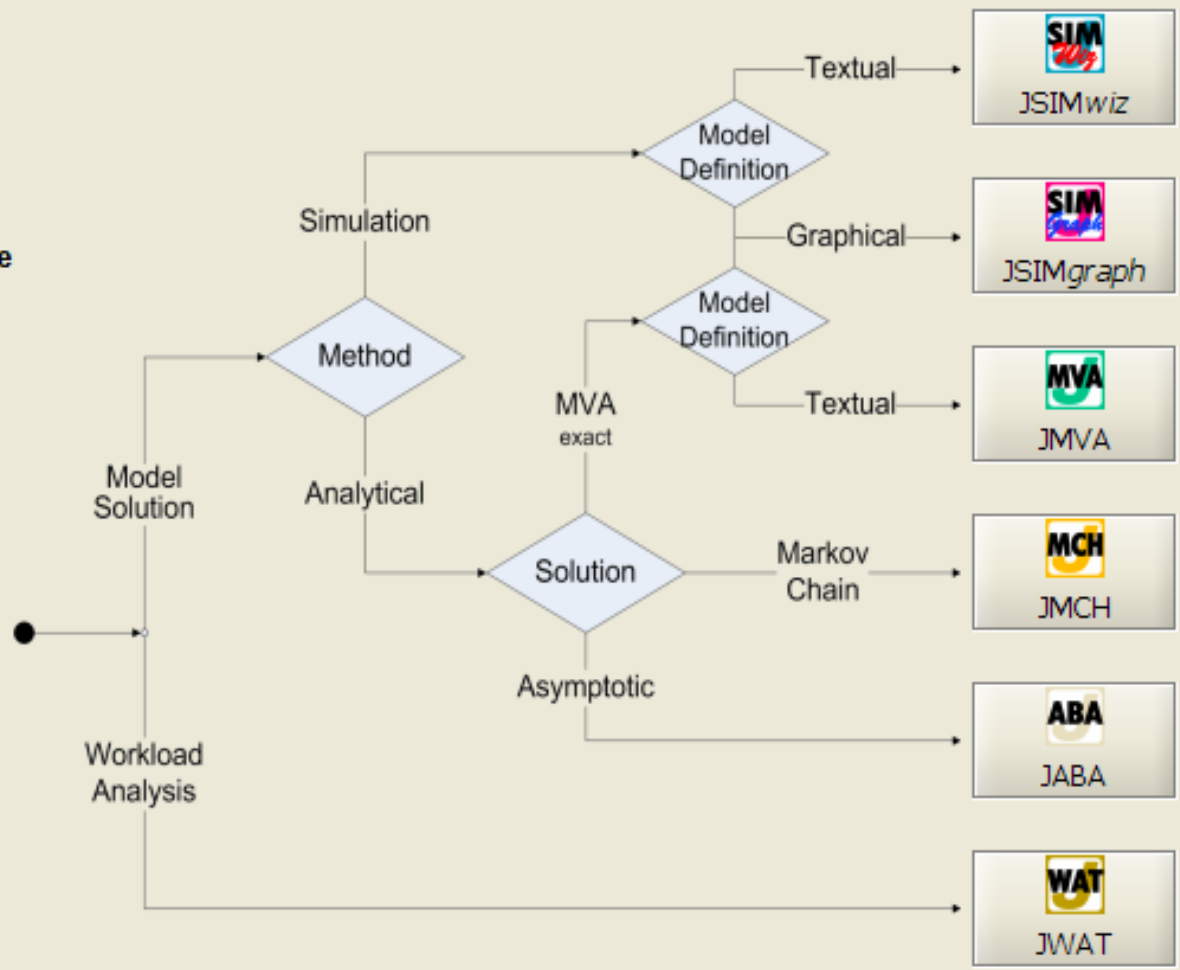 SIM
Wiz
JSIMwiz
Textual
Model
Definition
Simulation
Graphical
SIM
Graph
JSIMgraph
e
Model
Definition
Method
MVA
exact
Textual
MVA
JMVA
Model
Solution
Analytical
Solution
Markov
Chain
MCH
JMCH
Asymptotic
ABA
JABA
Workload
Analysis
WAT
JWAT